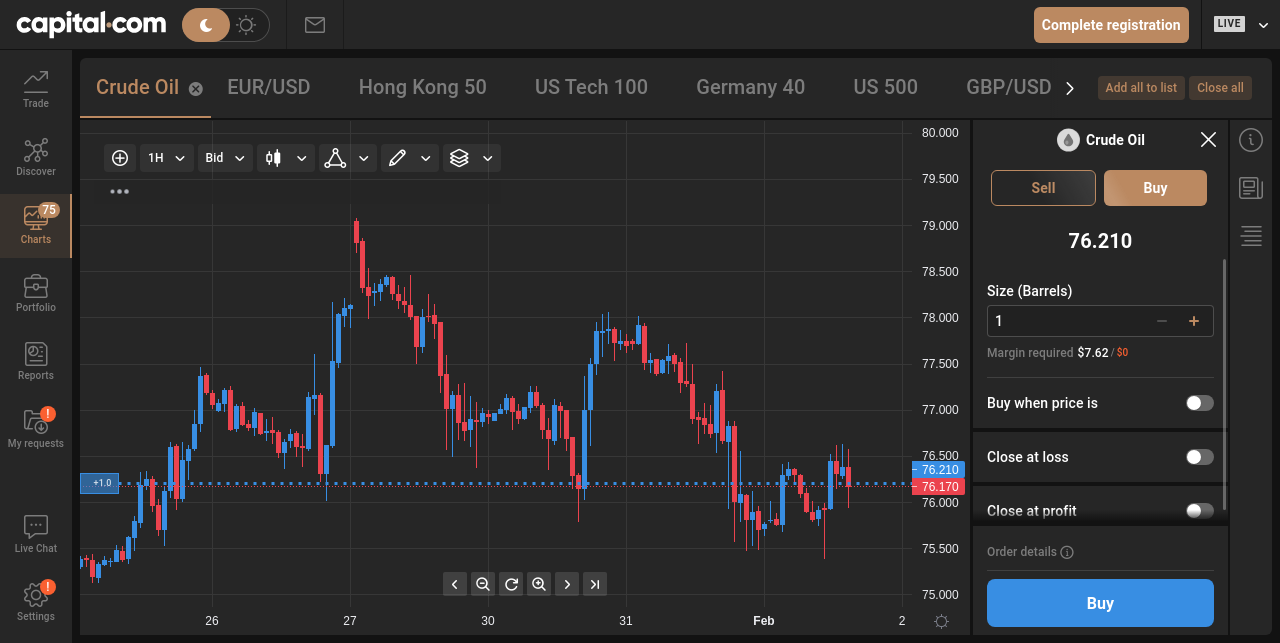 capital.com
Complete registration
LIVE
Trade
Discover
75
Charts
Portfolio
Reports
!
My requests
Live Chat
!
Settings
Crude Oil
EUR/USD
Hong Kong 50
US Tech 100
Germany 40
US 500
GBP/USD
Add all to list
Close all
1H
Bid
80.000
79.500
79.000
78.500
78.000
77.500
77.000
76.500
76.210
76.170
76.000
75.500
75.000
+1.0
26
27
30
31
Feb
2
Crude Oil
Sell
Buy
76.210
Size (Barrels)
1
Margin required $7.62 / $0
Buy when price is
Close at loss
Close at profit
Order details
Buy